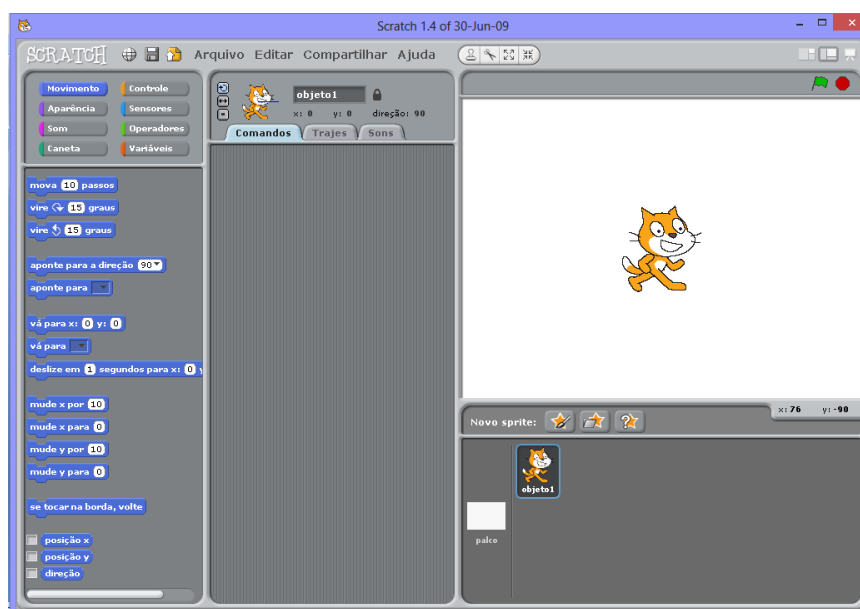 Scratch 1.4 of 30-Jun-09
SCRATCH Arquivo Editar Compartilhar Ajuda
Movimento Controle
Aparência Sensores
Som Operadores
Caneta Variáveis
objeto1
x: 0 y: 0 direção: 90
Comandos Trajes Sons
mova 10 passos
vire 15 graus
vire 15 graus
aponte para a direção 90
aponte para
vá para x: 0 y: 0
vá para
deslize em 1 segundos para x: 0 y
mude x por 10
mude x para 0
mude y por 10
mude y para 0
se tocar na borda, volte
posição x
posição y
direção
x: 76 y: -90
Novo sprite:
objeto1
palco